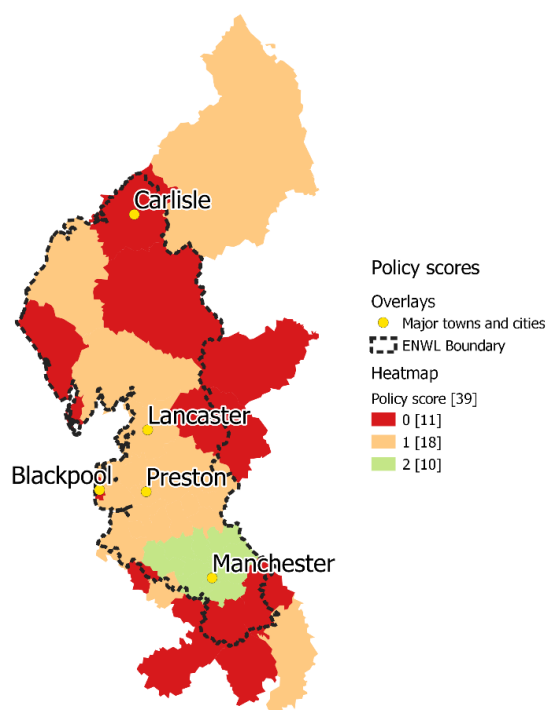 Carlisle
Lancaster
Blackpool
Preston
Manchester
Policy scores
Overlays
Major towns and cities
ENWL Boundary
Heatmap
Policy score [39]
0 [11]
1 [18]
2 [10]